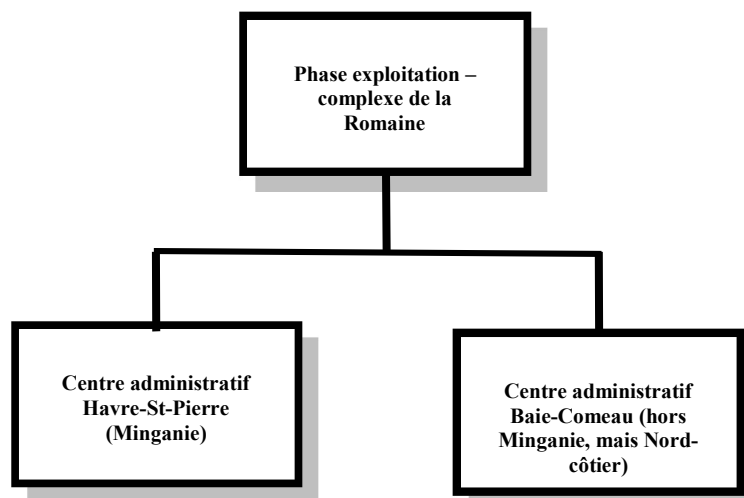 Phase exploitation –
complexe de la
Romaine
Centre administratif
Havre-St-Pierre
(Minganie)
Centre administratif
Baie-Comeau (hors
Minganie, mais Nord-
côtier)